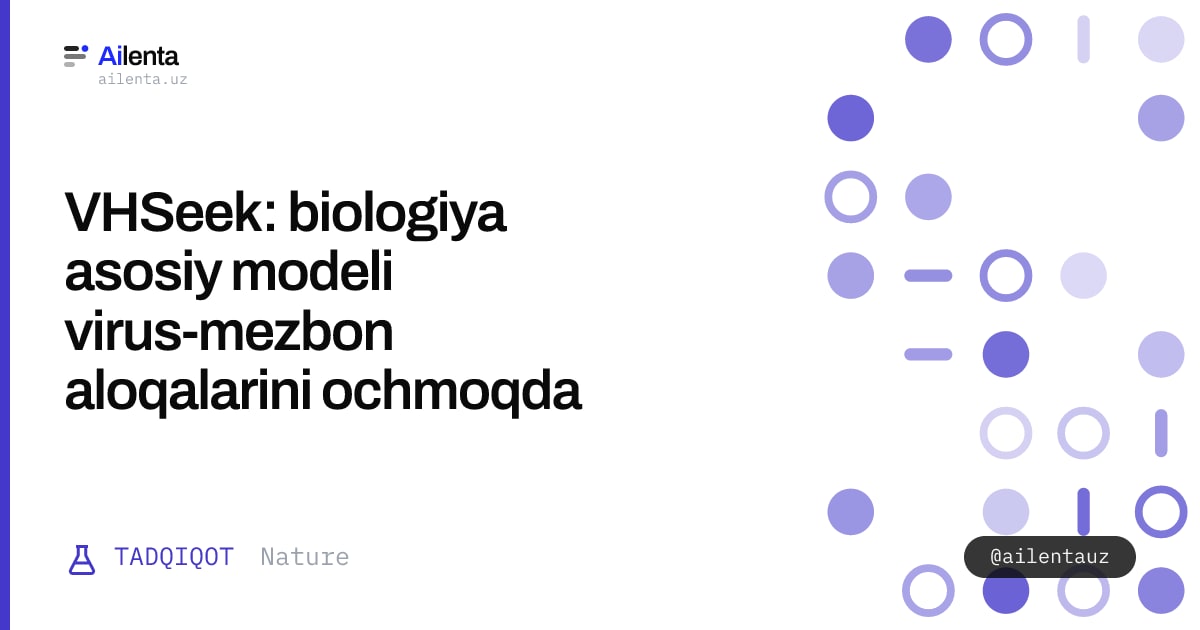 Ailenta
ailenta.uz
VHSeek: biologiya
asosiy modeli
virus-mezbon
aloqalarini ochmoqda
TADQIQOT Nature
@ailentauz